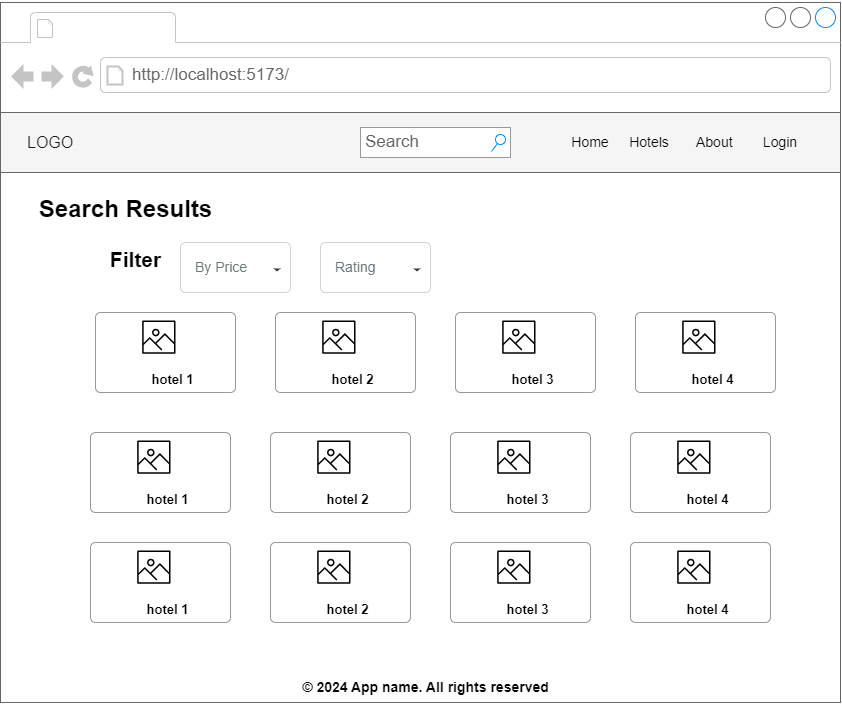 http://localhost:5173/
LOGO Search Home Hotels About Login
Search Results
Filter By Price Rating
hotel 1 hotel 2 hotel 3 hotel 4
hotel 1 hotel 2 hotel 3 hotel 4
hotel 1 hotel 2 hotel 3 hotel 4
© 2024 App name. All rights reserved